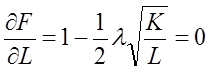 ∂F/∂L = 1 − 1/2 λ √(K/L) = 0